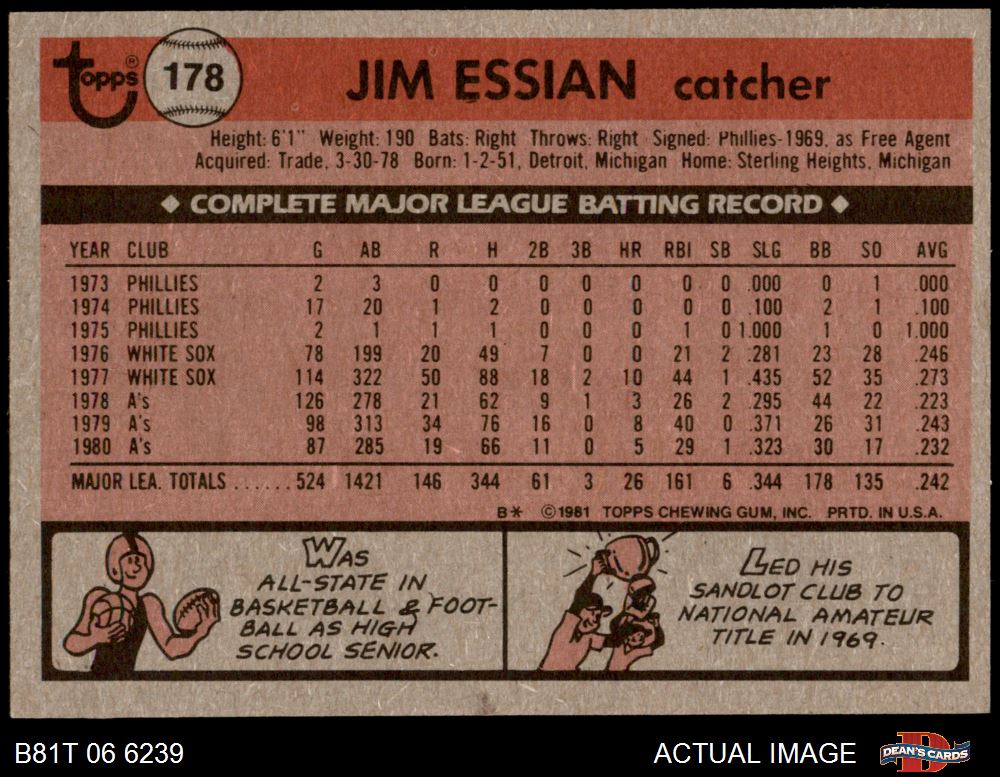 Topps® 178 JIM ESSIAN catcher
Height: 6'1" Weight: 190 Bats: Right Throws: Right Signed: Phillies-1969, as Free Agent
Acquired: Trade, 3-30-78 Born: 1-2-51, Detroit, Michigan Home: Sterling Heights, Michigan
◆ COMPLETE MAJOR LEAGUE BATTING RECORD ◆
YEAR CLUB G AB R H 2B 3B HR RBI SB SLG BB SO AVG
1973 PHILLIES 2 3 0 0 0 0 0 0 0 .000 0 1 .000
1974 PHILLIES 17 20 1 2 0 0 0 0 0 .100 2 1 .100
1975 PHILLIES 2 1 1 1 0 0 0 1 0 1.000 1 0 1.000
1976 WHITE SOX 78 199 20 49 7 0 0 21 2 .281 23 28 .246
1977 WHITE SOX 114 322 50 88 18 2 10 44 1 .435 52 35 .273
1978 A's 126 278 21 62 9 1 3 26 2 .295 44 22 .223
1979 A's 98 313 34 76 16 0 8 40 0 .371 26 31 .243
1980 A's 87 285 19 66 11 0 5 29 1 .323 30 17 .232
MAJOR LEA. TOTALS ...... 524 1421 146 344 61 3 26 161 6 .344 178 135 .242
B* ©1981 TOPPS CHEWING GUM, INC. PRTD. IN U.S.A.
WAS
ALL-STATE IN
BASKETBALL & FOOT-
BALL AS HIGH
SCHOOL SENIOR.
LED HIS
SANDLOT CLUB TO
NATIONAL AMATEUR
TITLE IN 1969.
B81T 06 6239 ACTUAL IMAGE DEAN'S CARDS